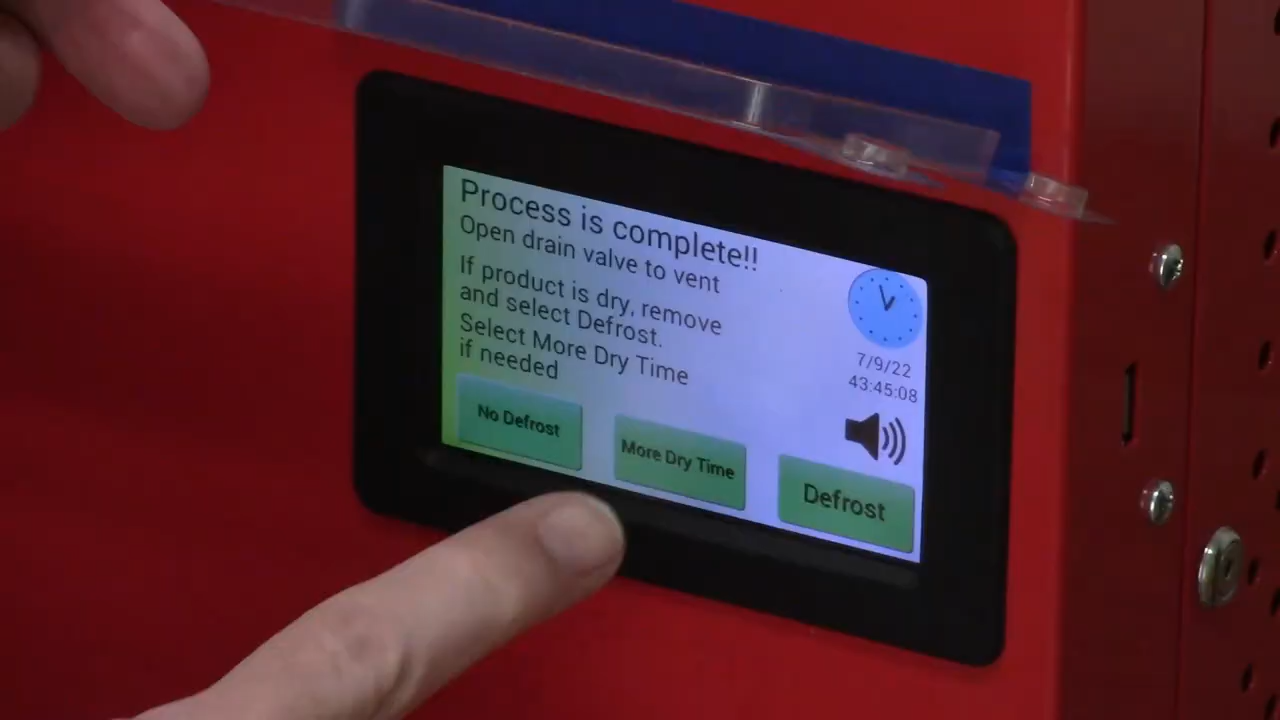 Process is complete!!
Open drain valve to vent
If product is dry, remove
and select Defrost.
Select More Dry Time
if needed
7/9/22
43:45:08
No Defrost
More Dry Time
Defrost